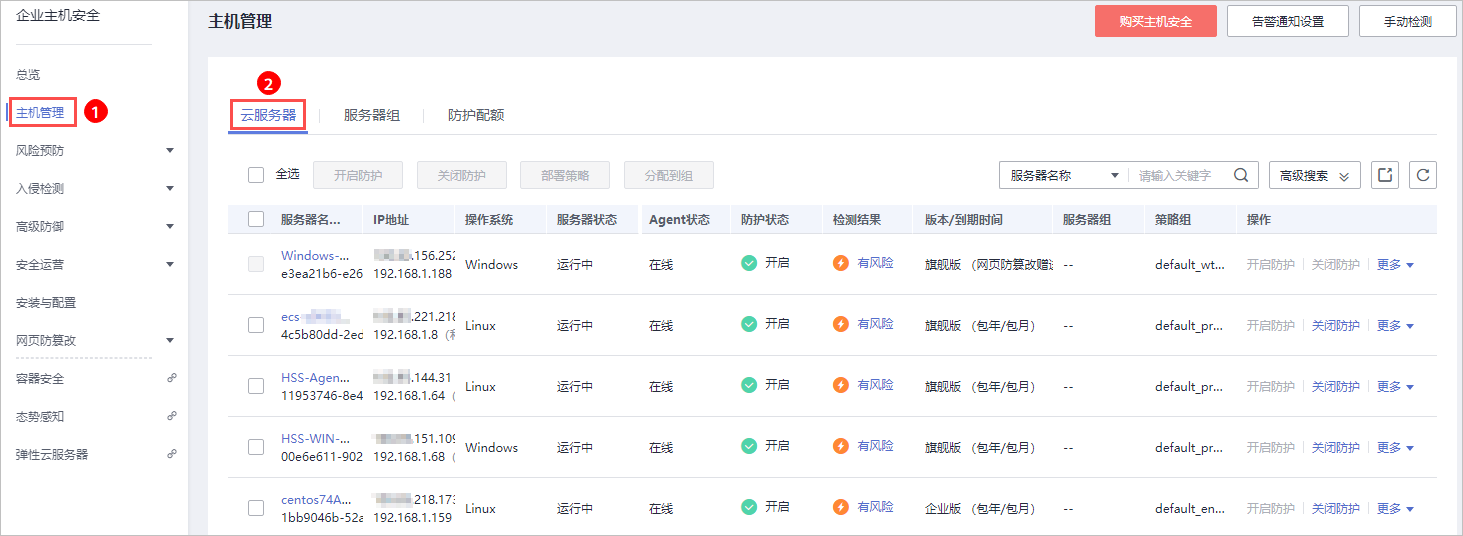 企业主机安全
总览
主机管理
1
风险预防
入侵检测
高级防御
安全运营
安装与配置
网页防篡改
容器安全
态势感知
弹性云服务器
主机管理
购买主机安全 告警通知设置 手动检测
2
云服务器 服务器组 防护配额
全选 开启防护 关闭防护 部署策略 分配到组 服务器名称 请输入关键字 高级搜索
服务器名... IP地址 操作系统 服务器状态 Agent状态 防护状态 检测结果 版本/到期时间 服务器组 策略组 操作
Windows-... .156.252
e3ea21b6-e26 192.168.1.188 Windows 运行中 在线 开启 有风险 旗舰版 （网页防篡改赠送 -- default_wt... 开启防护 关闭防护 更多
ecs- ... .221.218
4c5b80dd-2ed 192.168.1.8 （私 Linux 运行中 在线 开启 有风险 旗舰版 （包年/包月） -- default_pr... 开启防护 关闭防护 更多
HSS-Agen... .144.31
11953746-8e4 192.168.1.64 （ Linux 运行中 在线 开启 有风险 旗舰版 （包年/包月） -- default_pr... 开启防护 关闭防护 更多
HSS-WIN-... .151.109
00e6e611-902 192.168.1.68 （ Windows 运行中 在线 开启 有风险 旗舰版 （包年/包月） -- default_pr... 开启防护 关闭防护 更多
centos74A... .218.173
1bb9046b-52a 192.168.1.159 Linux 运行中 在线 开启 有风险 企业版 （包年/包月） -- default_en... 开启防护 关闭防护 更多